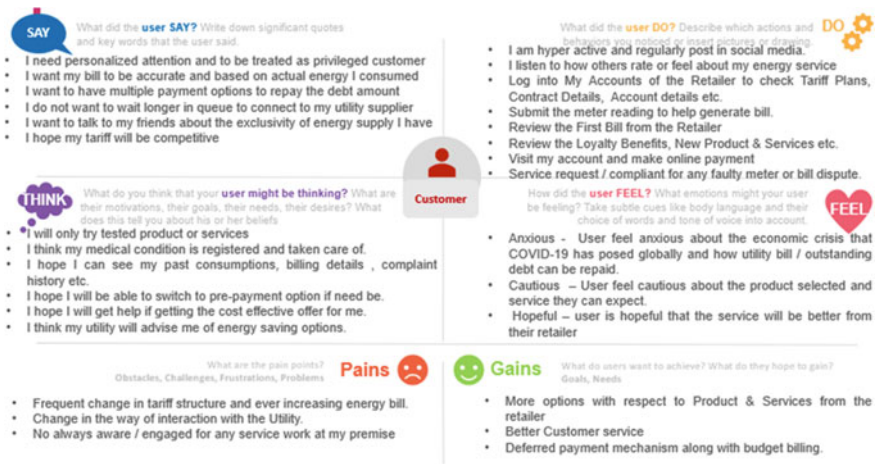 SAY
What did the user SAY? Write down significant quotes
and key words that the user said.
• I need personalized attention and to be treated as privileged customer
• I want my bill to be accurate and based on actual energy I consumed
• I want to have multiple payment options to repay the debt amount
• I do not want to wait longer in queue to connect to my utility supplier
• I want to talk to my friends about the exclusivity of energy supply I have
• I hope my tariff will be competitive
What did the user DO? Describe which actions and
behaviors you noticed or insert pictures or drawing.
DO
• I am hyper active and regularly post in social media.
• I listen to how others rate or feel about my energy service
• Log into My Accounts of the Retailer to check Tariff Plans,
Contract Details, Account details etc.
• Submit the meter reading to help generate bill.
• Review the First Bill from the Retailer
• Review the Loyalty Benefits, New Product & Services etc.
• Visit my account and make online payment
• Service request / compliant for any faulty meter or bill dispute.
Customer
THINK
What do you think that your user might be thinking? What are
their motivations, their goals, their needs, their desires? What
does this tell you about his or her beliefs
• I will only try tested product or services
• I think my medical condition is registered and taken care of.
• I hope I can see my past consumptions, billing details , complaint
history etc.
• I hope I will be able to switch to pre-payment option if need be.
• I hope I will get help if getting the cost effective offer for me.
• I think my utility will advise me of energy saving options.
How did the user FEEL? What emotions might your user
be feeling? Take subtle cues like body language and their
choice of words and tone of voice into account.
FEEL
• Anxious - User feel anxious about the economic crisis that
COVID-19 has posed globally and how utility bill / outstanding
debt can be repaid.
• Cautious – User feel cautious about the product selected and
service they can expect.
• Hopeful – user is hopeful that the service will be better from
their retailer
What are the pain points?
Obstacles, Challenges, Frustrations, Problems
Pains
• Frequent change in tariff structure and ever increasing energy bill.
• Change in the way of interaction with the Utility.
• No always aware / engaged for any service work at my premise
Gains
What do users want to achieve? What do they hope to gain?
Goals, Needs
• More options with respect to Product & Services from the
retailer
• Better Customer service
• Deferred payment mechanism along with budget billing.